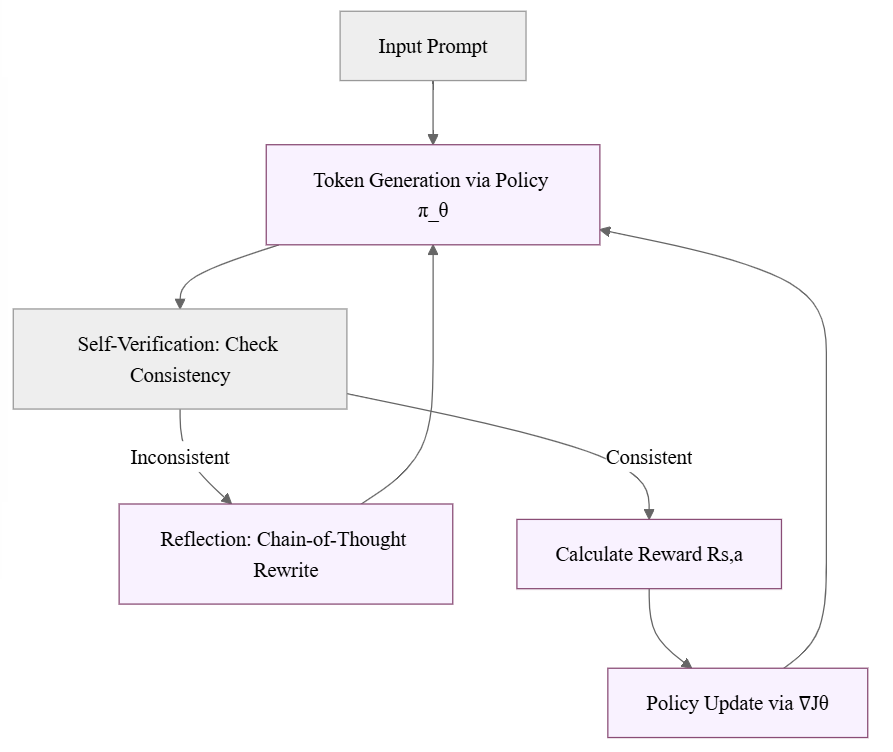 Input Prompt
Token Generation via Policy
π_θ
Self-Verification: Check
Consistency
Inconsistent
Consistent
Reflection: Chain-of-Thought
Rewrite
Calculate Reward Rs,a
Policy Update via ∇Jθ